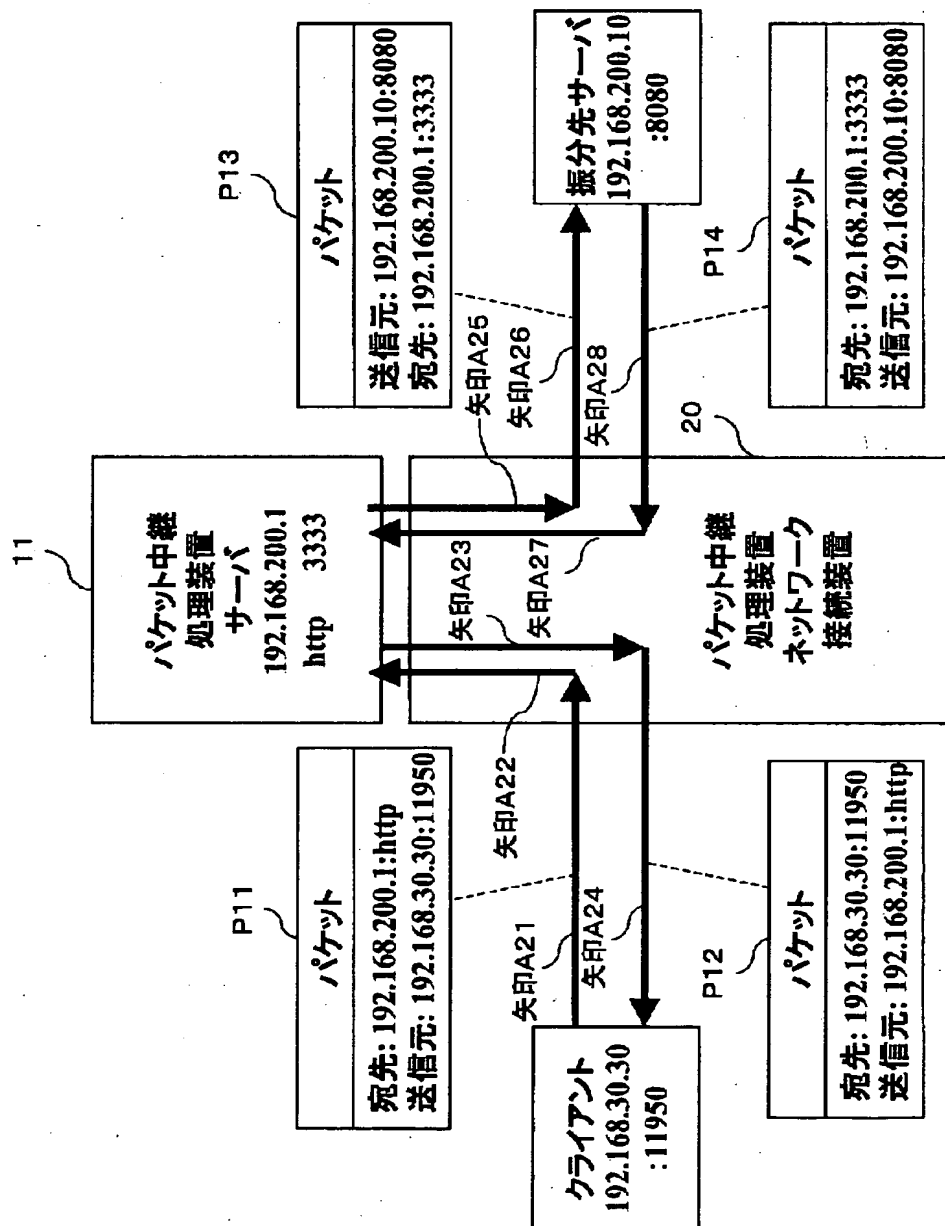 11
パケット中継
処理装置
サーバ
192.168.200.1
http 3333
P11
パケット
宛先: 192.168.200.1:http
送信元: 192.168.30.30:11950
P13
パケット
送信元: 192.168.200.10:8080
宛先: 192.168.200.1:3333
矢印A21
矢印A22
矢印A23
矢印A24
矢印A25
矢印A26
矢印A27
矢印A28
クライアント
192.168.30.30
:11950
振分先サーバ
192.168.200.10
:8080
20
パケット中継
処理装置
ネットワーク
接続装置
P12
パケット
宛先: 192.168.30.30:11950
送信元: 192.168.200.1:http
P14
パケット
宛先: 192.168.200.1:3333
送信元: 192.168.200.10:8080